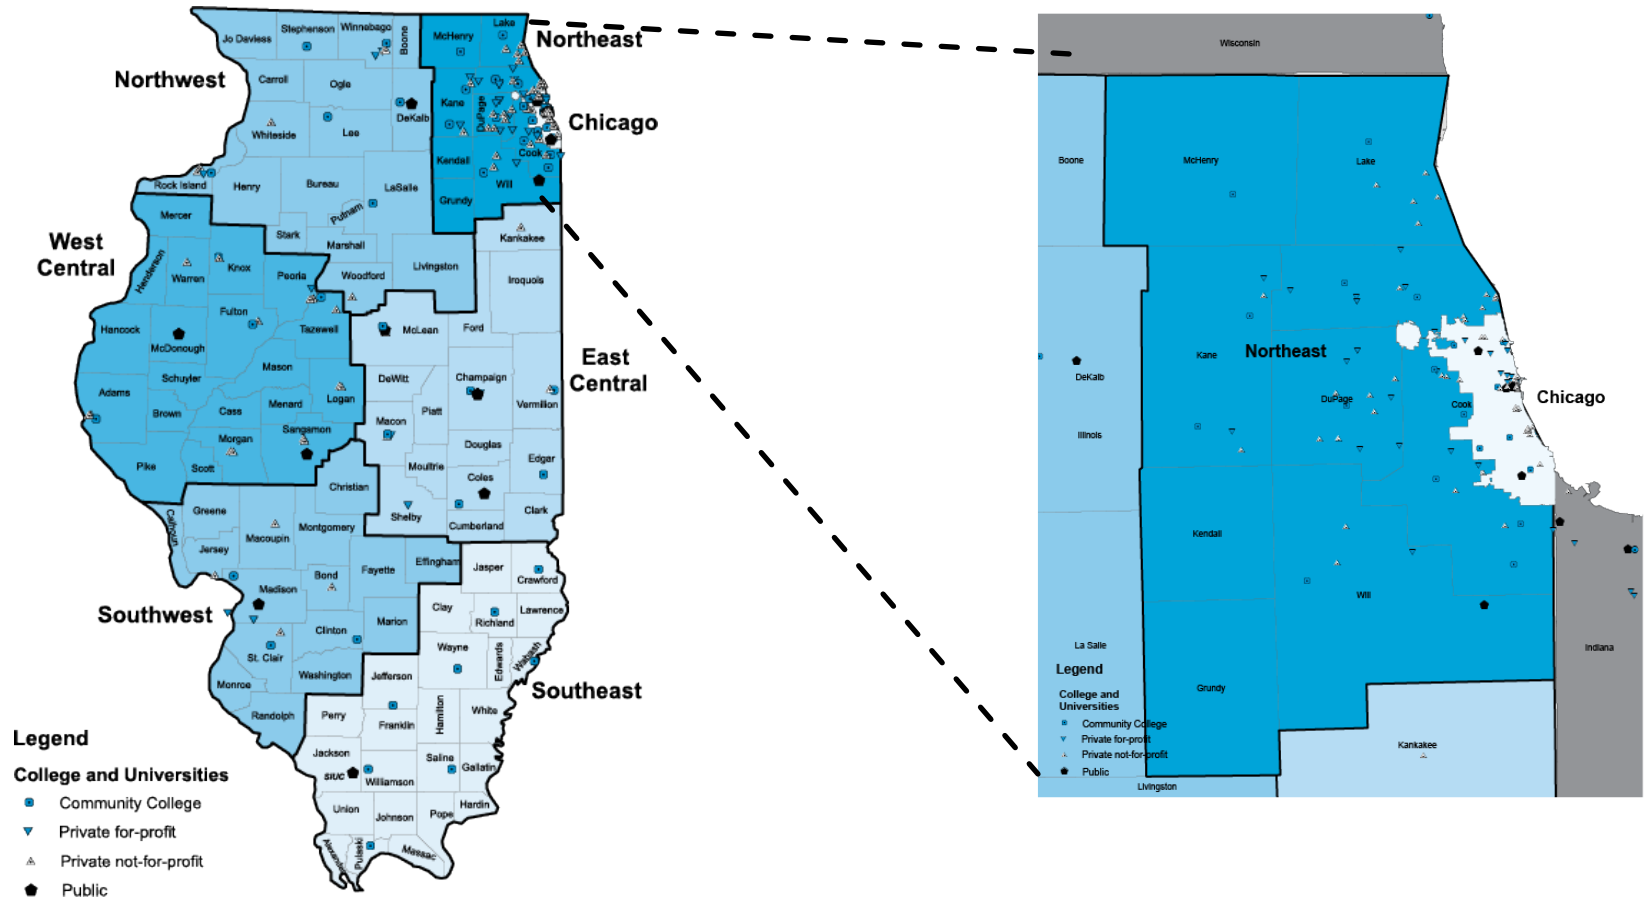 Jo Daviess
Stephenson
Winnebago
Boone
McHenry
Lake
Northeast
Northwest
Carroll
Ogle
Kane
DuPage
DeKalb
Chicago
Whiteside
Lee
Cook
Kendall
Rock Island
Henry
Bureau
LaSalle
Will
Grundy
Putnam
Mercer
Stark
Marshall
Kankakee
West
Central
Henderson
Warren
Knox
Peoria
Woodford
Livingston
Iroquois
Fulton
Hancock
McDonough
Tazewell
McLean
Ford
East
Central
Schuyler
Mason
DeWitt
Champaign
Adams
Brown
Cass
Menard
Logan
Piatt
Vermilion
Macon
Morgan
Sangamon
Douglas
Pike
Scott
Moultrie
Edgar
Coles
Christian
Shelby
Clark
Cumberland
Greene
Calhoun
Macoupin
Montgomery
Jersey
Effingham
Jasper
Crawford
Fayette
Bond
Madison
Southwest
Clay
Richland
Lawrence
Clinton
Marion
Wayne
Edwards
Wabash
St. Clair
Washington
Monroe
Jefferson
Southeast
Randolph
Perry
Franklin
Hamilton
White
Jackson
SIUC
Williamson
Saline
Gallatin
Union
Johnson
Pope
Hardin
Alexander
Pulaski
Massac
Legend
College and Universities
Community College
Private for-profit
Private not-for-profit
Public
Wisconsin
Boone
McHenry
Lake
Kane
Northeast
DeKalb
DuPage
Cook
Chicago
Illinois
Kendall
Will
La Salle
Indiana
Legend
Grundy
College and
Universities
Community College
Private for-profit
Private not-for-profit
Public
Kankakee
Livingston